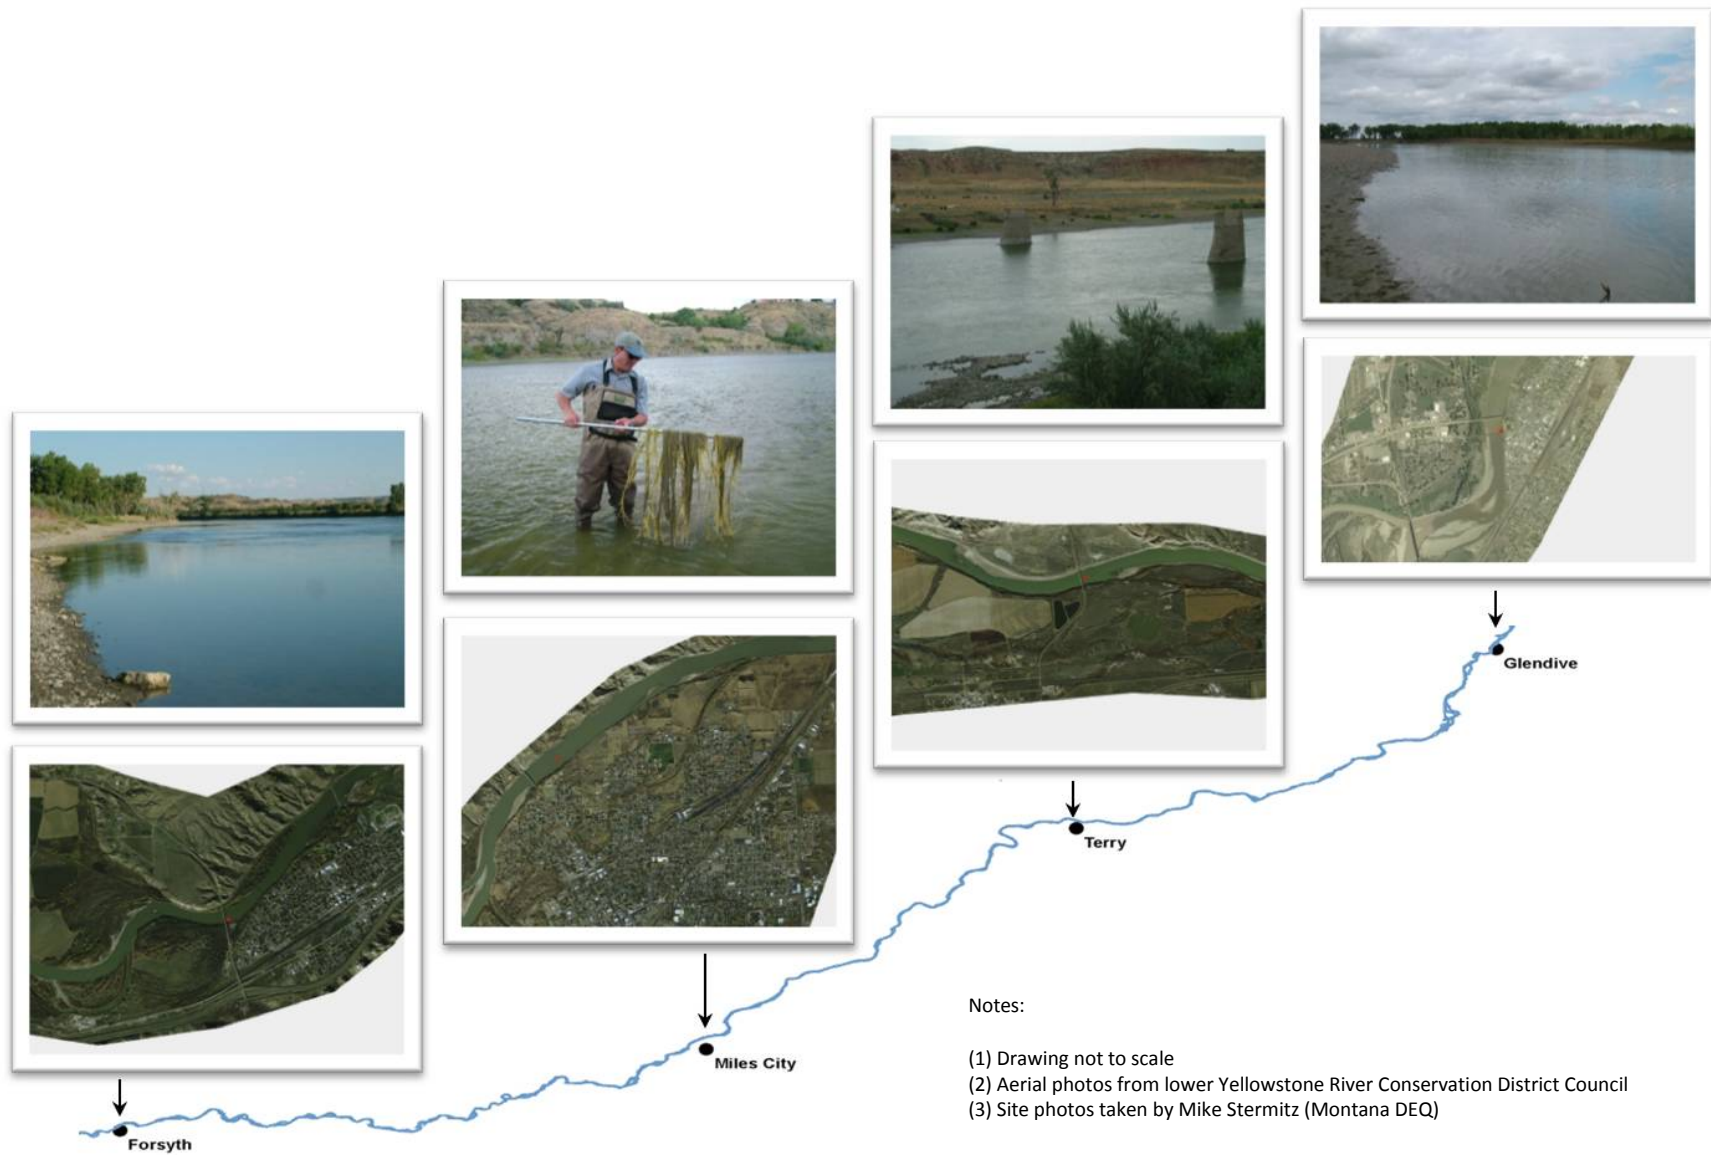 Glendive
Terry
Miles City
Forsyth
Notes:
(1) Drawing not to scale
(2) Aerial photos from lower Yellowstone River Conservation District Council
(3) Site photos taken by Mike Stermitz (Montana DEQ)